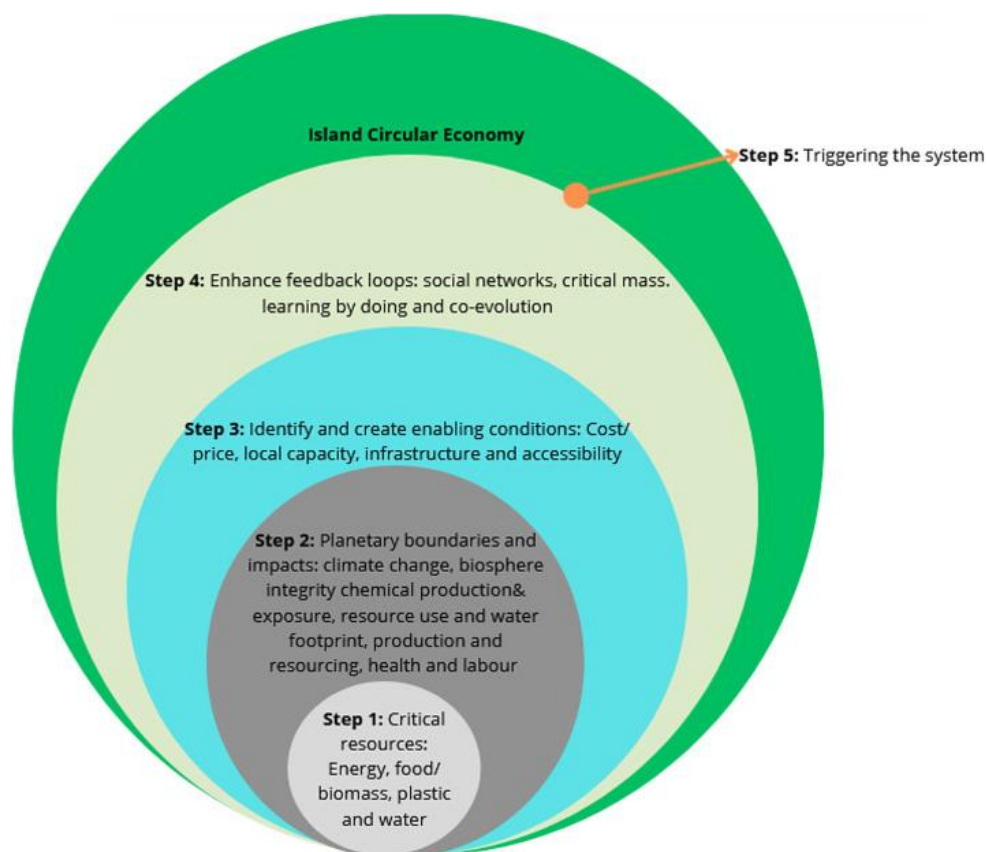 Island Circular Economy
Step 5: Triggering the system
Step 4: Enhance feedback loops: social networks, critical mass.
learning by doing and co-evolution
Step 3: Identify and create enabling conditions: Cost/
price, local capacity, infrastructure and accessibility
Step 2: Planetary boundaries and
impacts: climate change, biosphere
integrity chemical production&
exposure, resource use and water
footprint, production and
resourcing, health and labour
Step 1: Critical
resources:
Energy, food/
biomass, plastic
and water